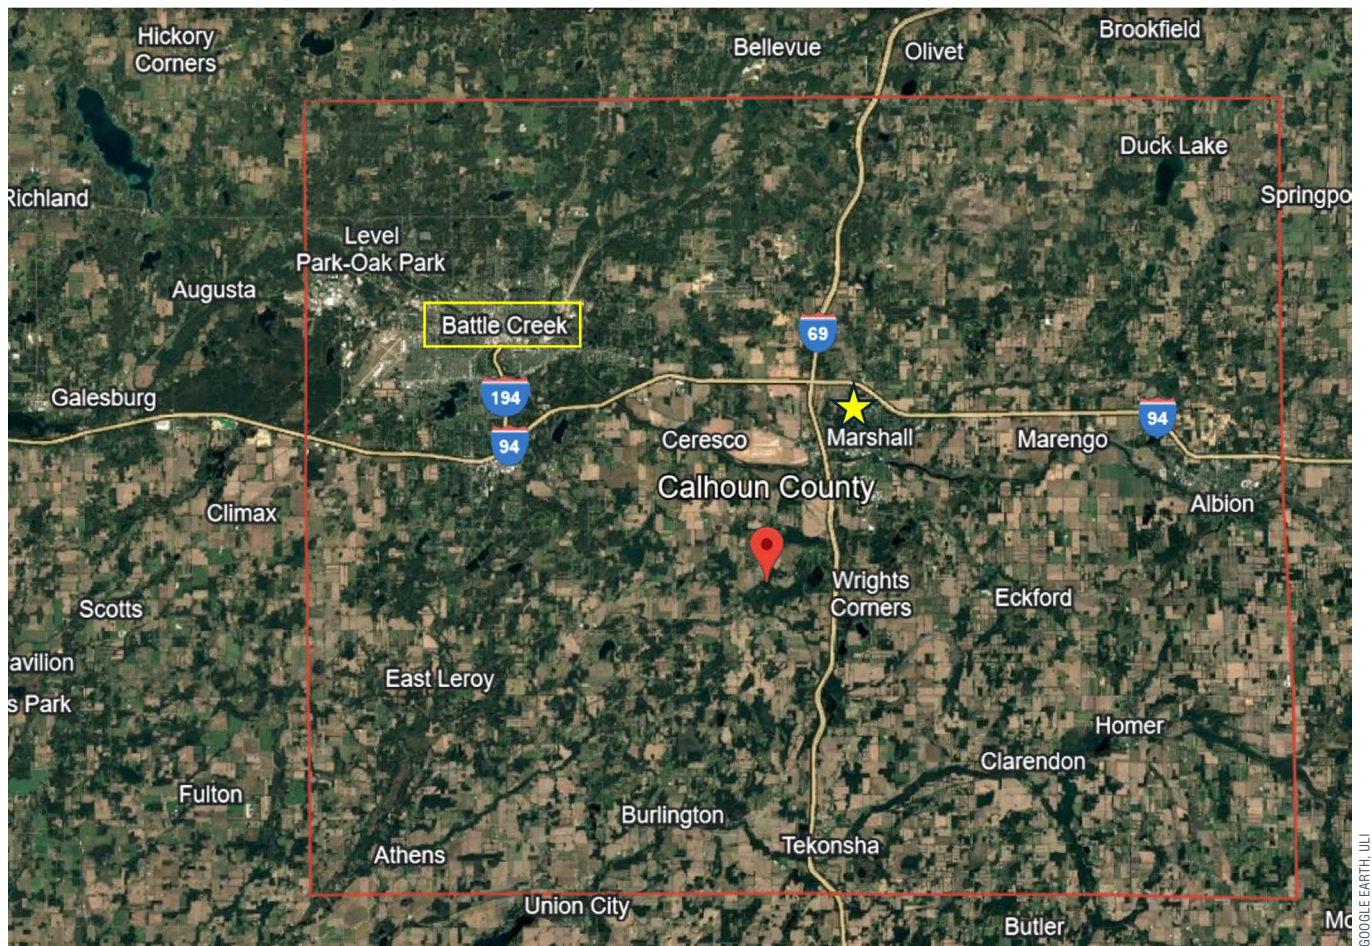 Hickory
Corners
Bellevue
Olivet
Brookfield
Duck Lake
Richland
Springpo
Level
Park-Oak Park
Augusta
Battle Creek
69
194
Galesburg
94
94
Ceresco
Marshall
Marengo
Calhoun County
Albion
Climax
Wrights
Corners
Eckford
Scotts
avilion
s Park
East Leroy
Homer
Clarendon
Fulton
Burlington
Tekonsha
Athens
Union City
Butler
Mo
GOOGLE EARTH, ULI